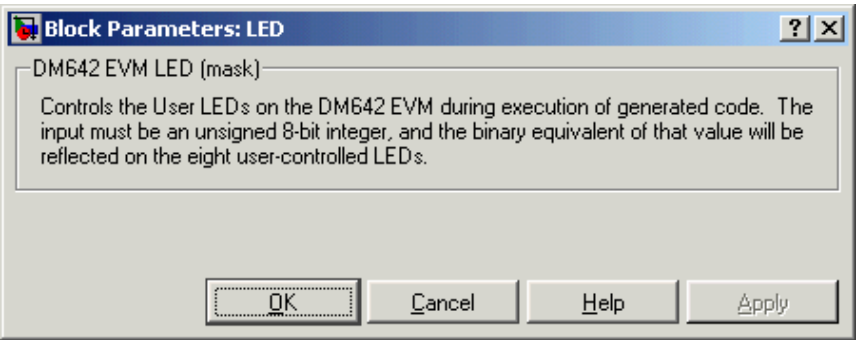 Block Parameters: LED
DM642 EVM LED (mask)
Controls the User LEDs on the DM642 EVM during execution of generated code. The
input must be an unsigned 8-bit integer, and the binary equivalent of that value will be
reflected on the eight user-controlled LEDs.
OK Cancel Help Apply